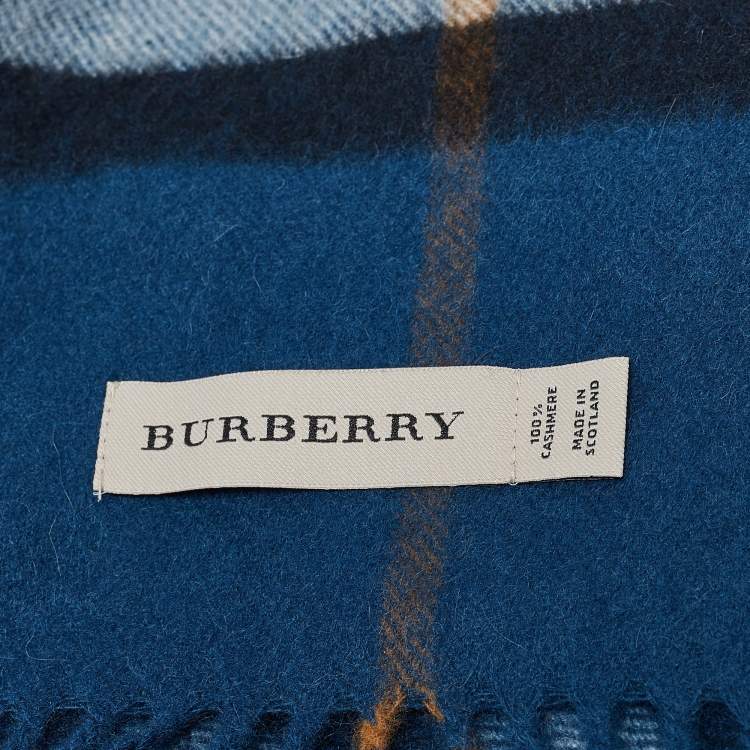 BURBERRY
100%
CASHMERE
MADE IN
SCOTLAND